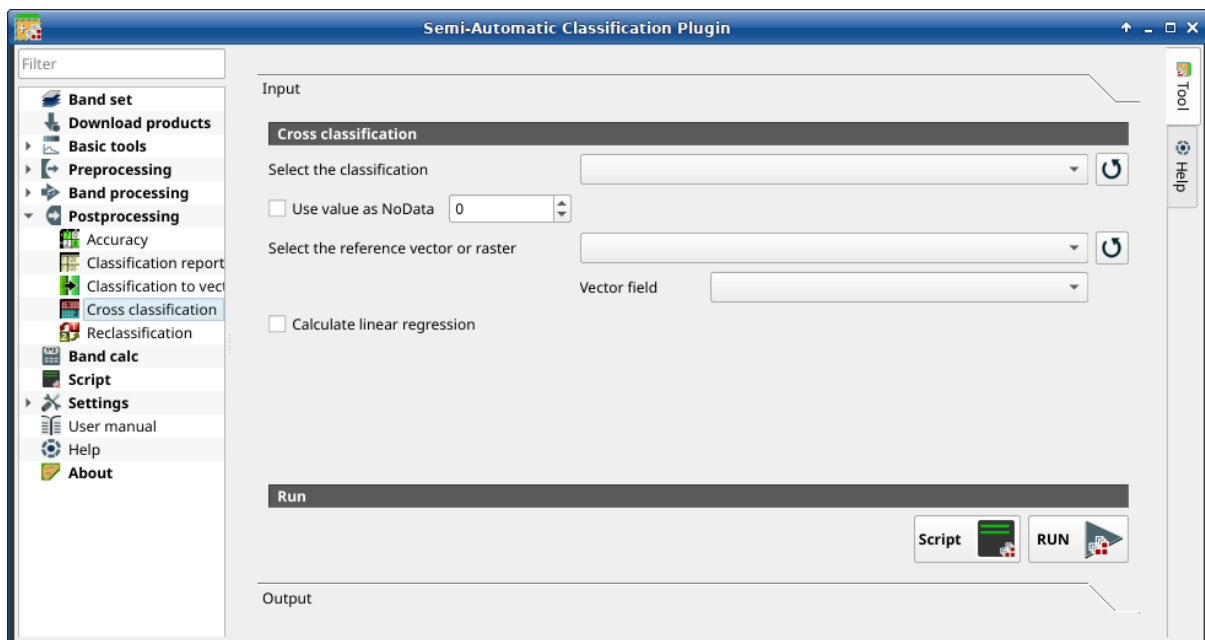 Semi-Automatic Classification Plugin
Filter
Band set
Download products
Basic tools
Preprocessing
Band processing
Postprocessing
Accuracy
Classification report
Classification to vect
Cross classification
Reclassification
Band calc
Script
Settings
User manual
Help
About
Input
Cross classification
Select the classification
Use value as NoData 0
Select the reference vector or raster
Vector field
Calculate linear regression
Run
Script RUN
Output
Tool
Help